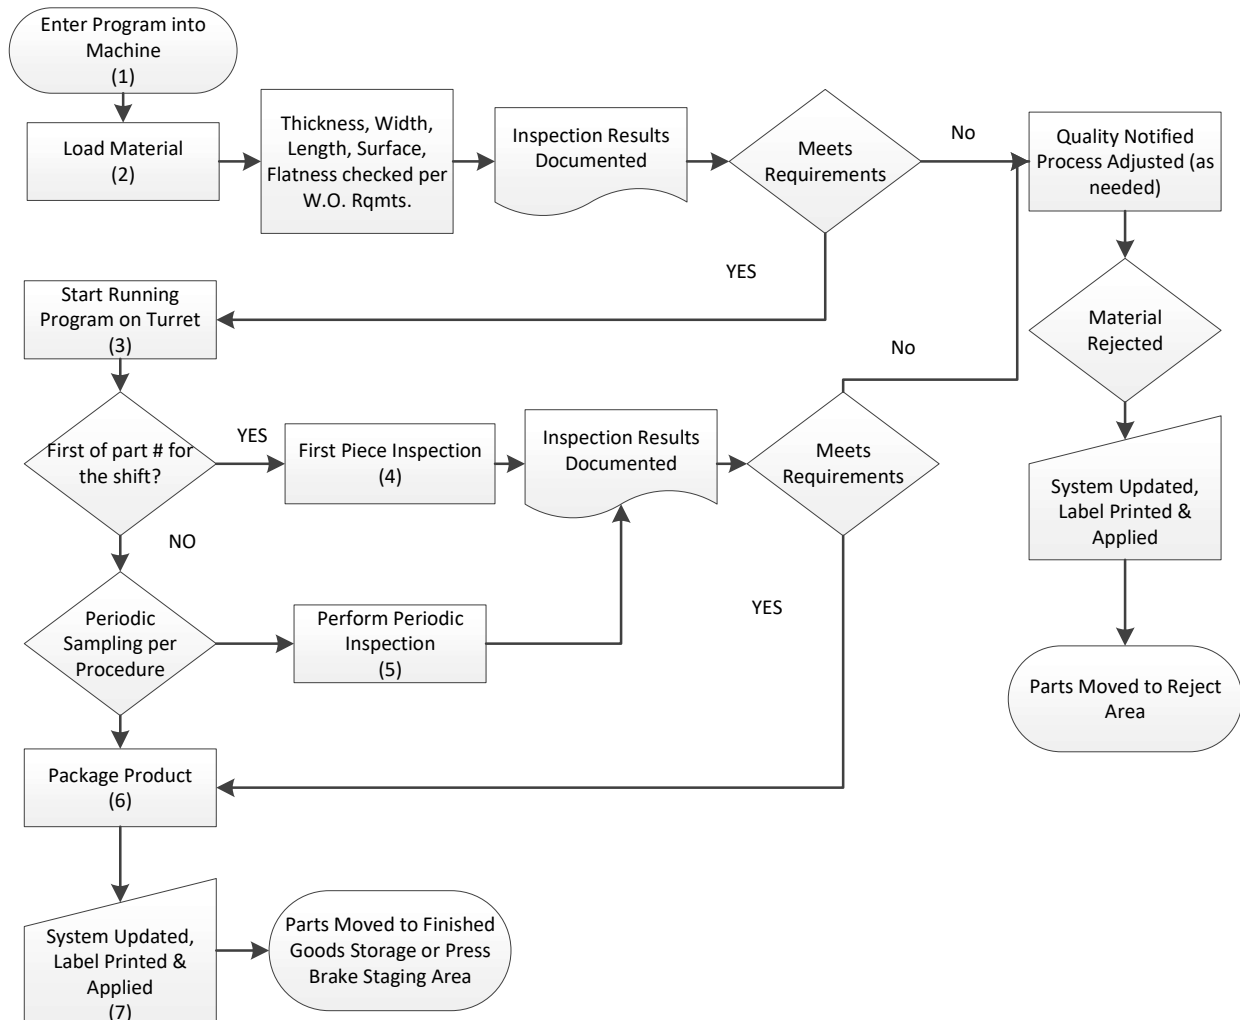 Enter Program into
Machine
(1)
Load Material
(2)
Thickness, Width,
Length, Surface,
Flatness checked per
W.O. Rqmts.
Inspection Results
Documented
Meets
Requirements
No
Quality Notified
Process Adjusted (as
needed)
YES
Start Running
Program on Turret
(3)
Material
Rejected
No
First of part # for
the shift?
YES
First Piece Inspection
(4)
Inspection Results
Documented
Meets
Requirements
System Updated,
Label Printed &
Applied
NO
YES
Periodic
Sampling per
Procedure
Perform Periodic
Inspection
(5)
Parts Moved to Reject
Area
Package Product
(6)
System Updated,
Label Printed &
Applied
(7)
Parts Moved to Finished
Goods Storage or Press
Brake Staging Area